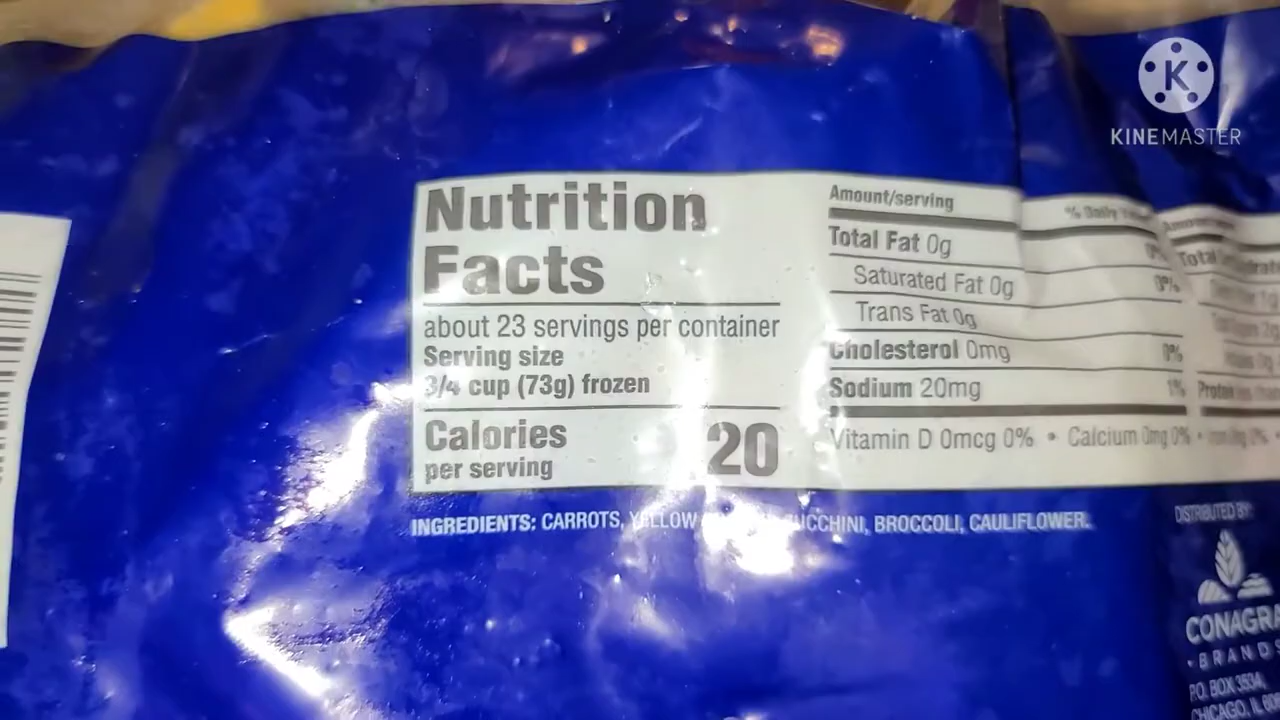 K
KINEMASTER
Nutrition
Facts
about 23 servings per container
Serving size
3/4 cup (73g) frozen
Calories
per serving
20
Amount/serving
% Daily
Total Fat 0g
0%
Saturated Fat 0g
0%
Trans Fat 0g
Cholesterol 0mg
0%
Sodium 20mg
1%
Vitamin D 0mcg 0% • Calcium 0mg 0% •
Total
INGREDIENTS: CARROTS, YELLOW ZUCCHINI, BROCCOLI, CAULIFLOWER.
DISTRIBUTED BY:
CONAGRA
• BRANDS
P.O. BOX 3534,
CHICAGO, IL